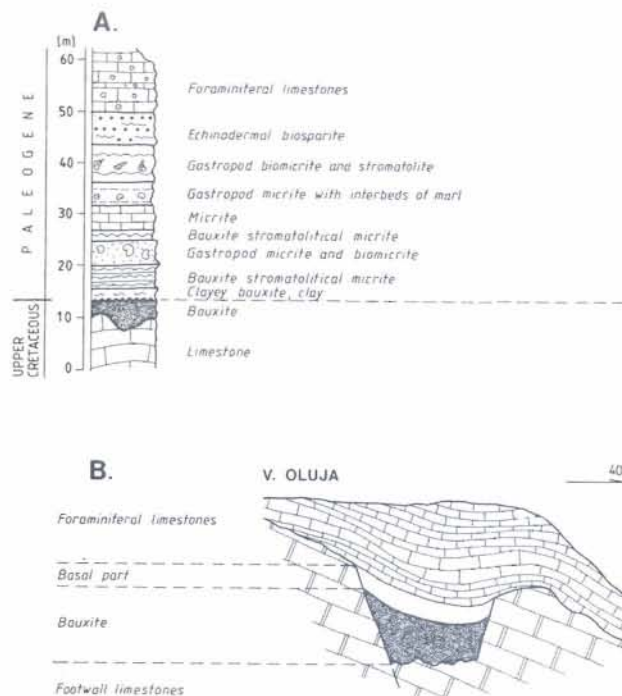 A.
[m]
60
50
40
30
20
10
0
PALEOGENE
UPPER CRETACEOUS
Foraminiferal limestones
Echinodermal biosparite
Gastropod biomicrite and stromatolite
Gastropod micrite with interbeds of marl
Micrite
Bauxite stromatolitical micrite
Gastropod micrite and biomicrite
Bauxite stromatolitical micrite
Clayey bauxite, clay
Bauxite
Limestone
B.
V. OLUJA
40
Foraminiferal limestones
Basal part
Bauxite
Footwall limestones